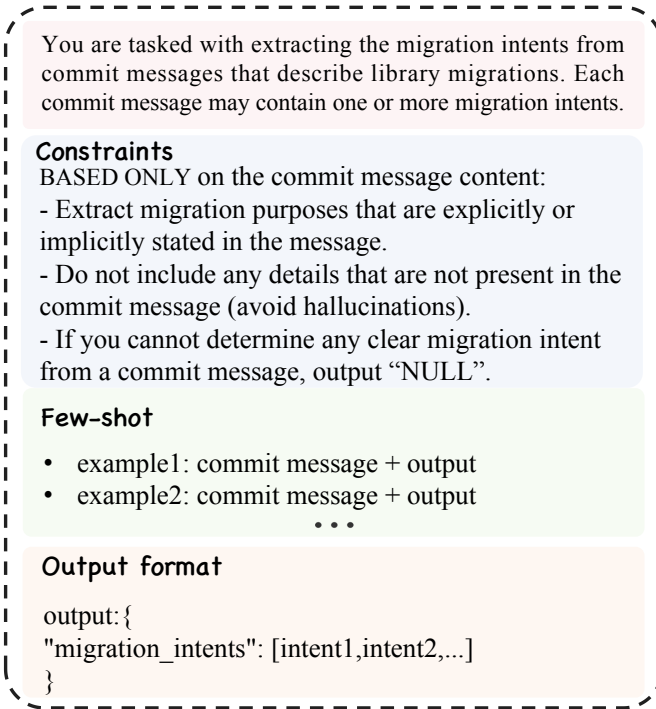 You are tasked with extracting the migration intents from
commit messages that describe library migrations. Each
commit message may contain one or more migration intents.
Constraints
BASED ONLY on the commit message content:
- Extract migration purposes that are explicitly or
implicitly stated in the message.
- Do not include any details that are not present in the
commit message (avoid hallucinations).
- If you cannot determine any clear migration intent
from a commit message, output “NULL”.
Few-shot
• example1: commit message + output
• example2: commit message + output
• • •
Output format
output:{
"migration_intents": [intent1,intent2,...]
}